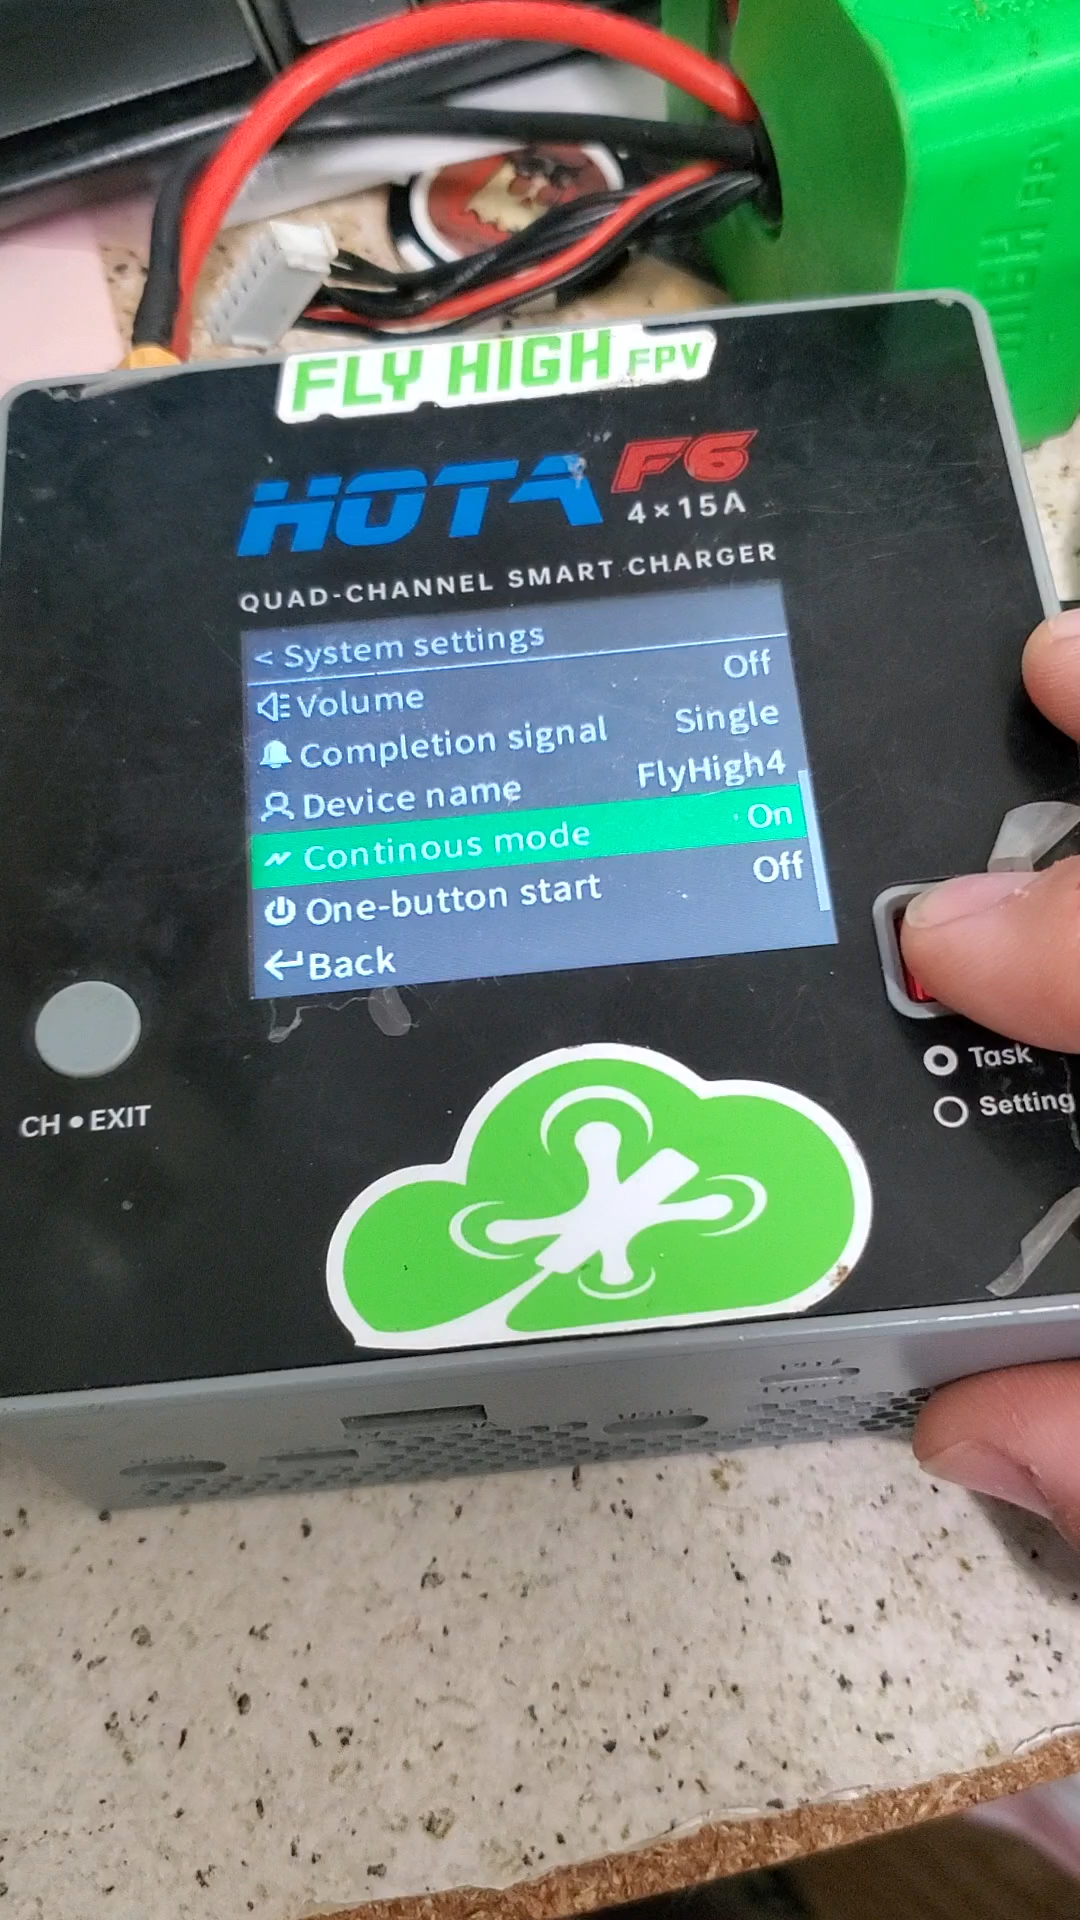 FLY HIGH FPV
HOTA F6
4×15A
QUAD-CHANNEL SMART CHARGER
< System settings
Volume Off
Completion signal Single
Device name FlyHigh4
Continous mode On
One-button start Off
Back
CH • EXIT
Task
Setting